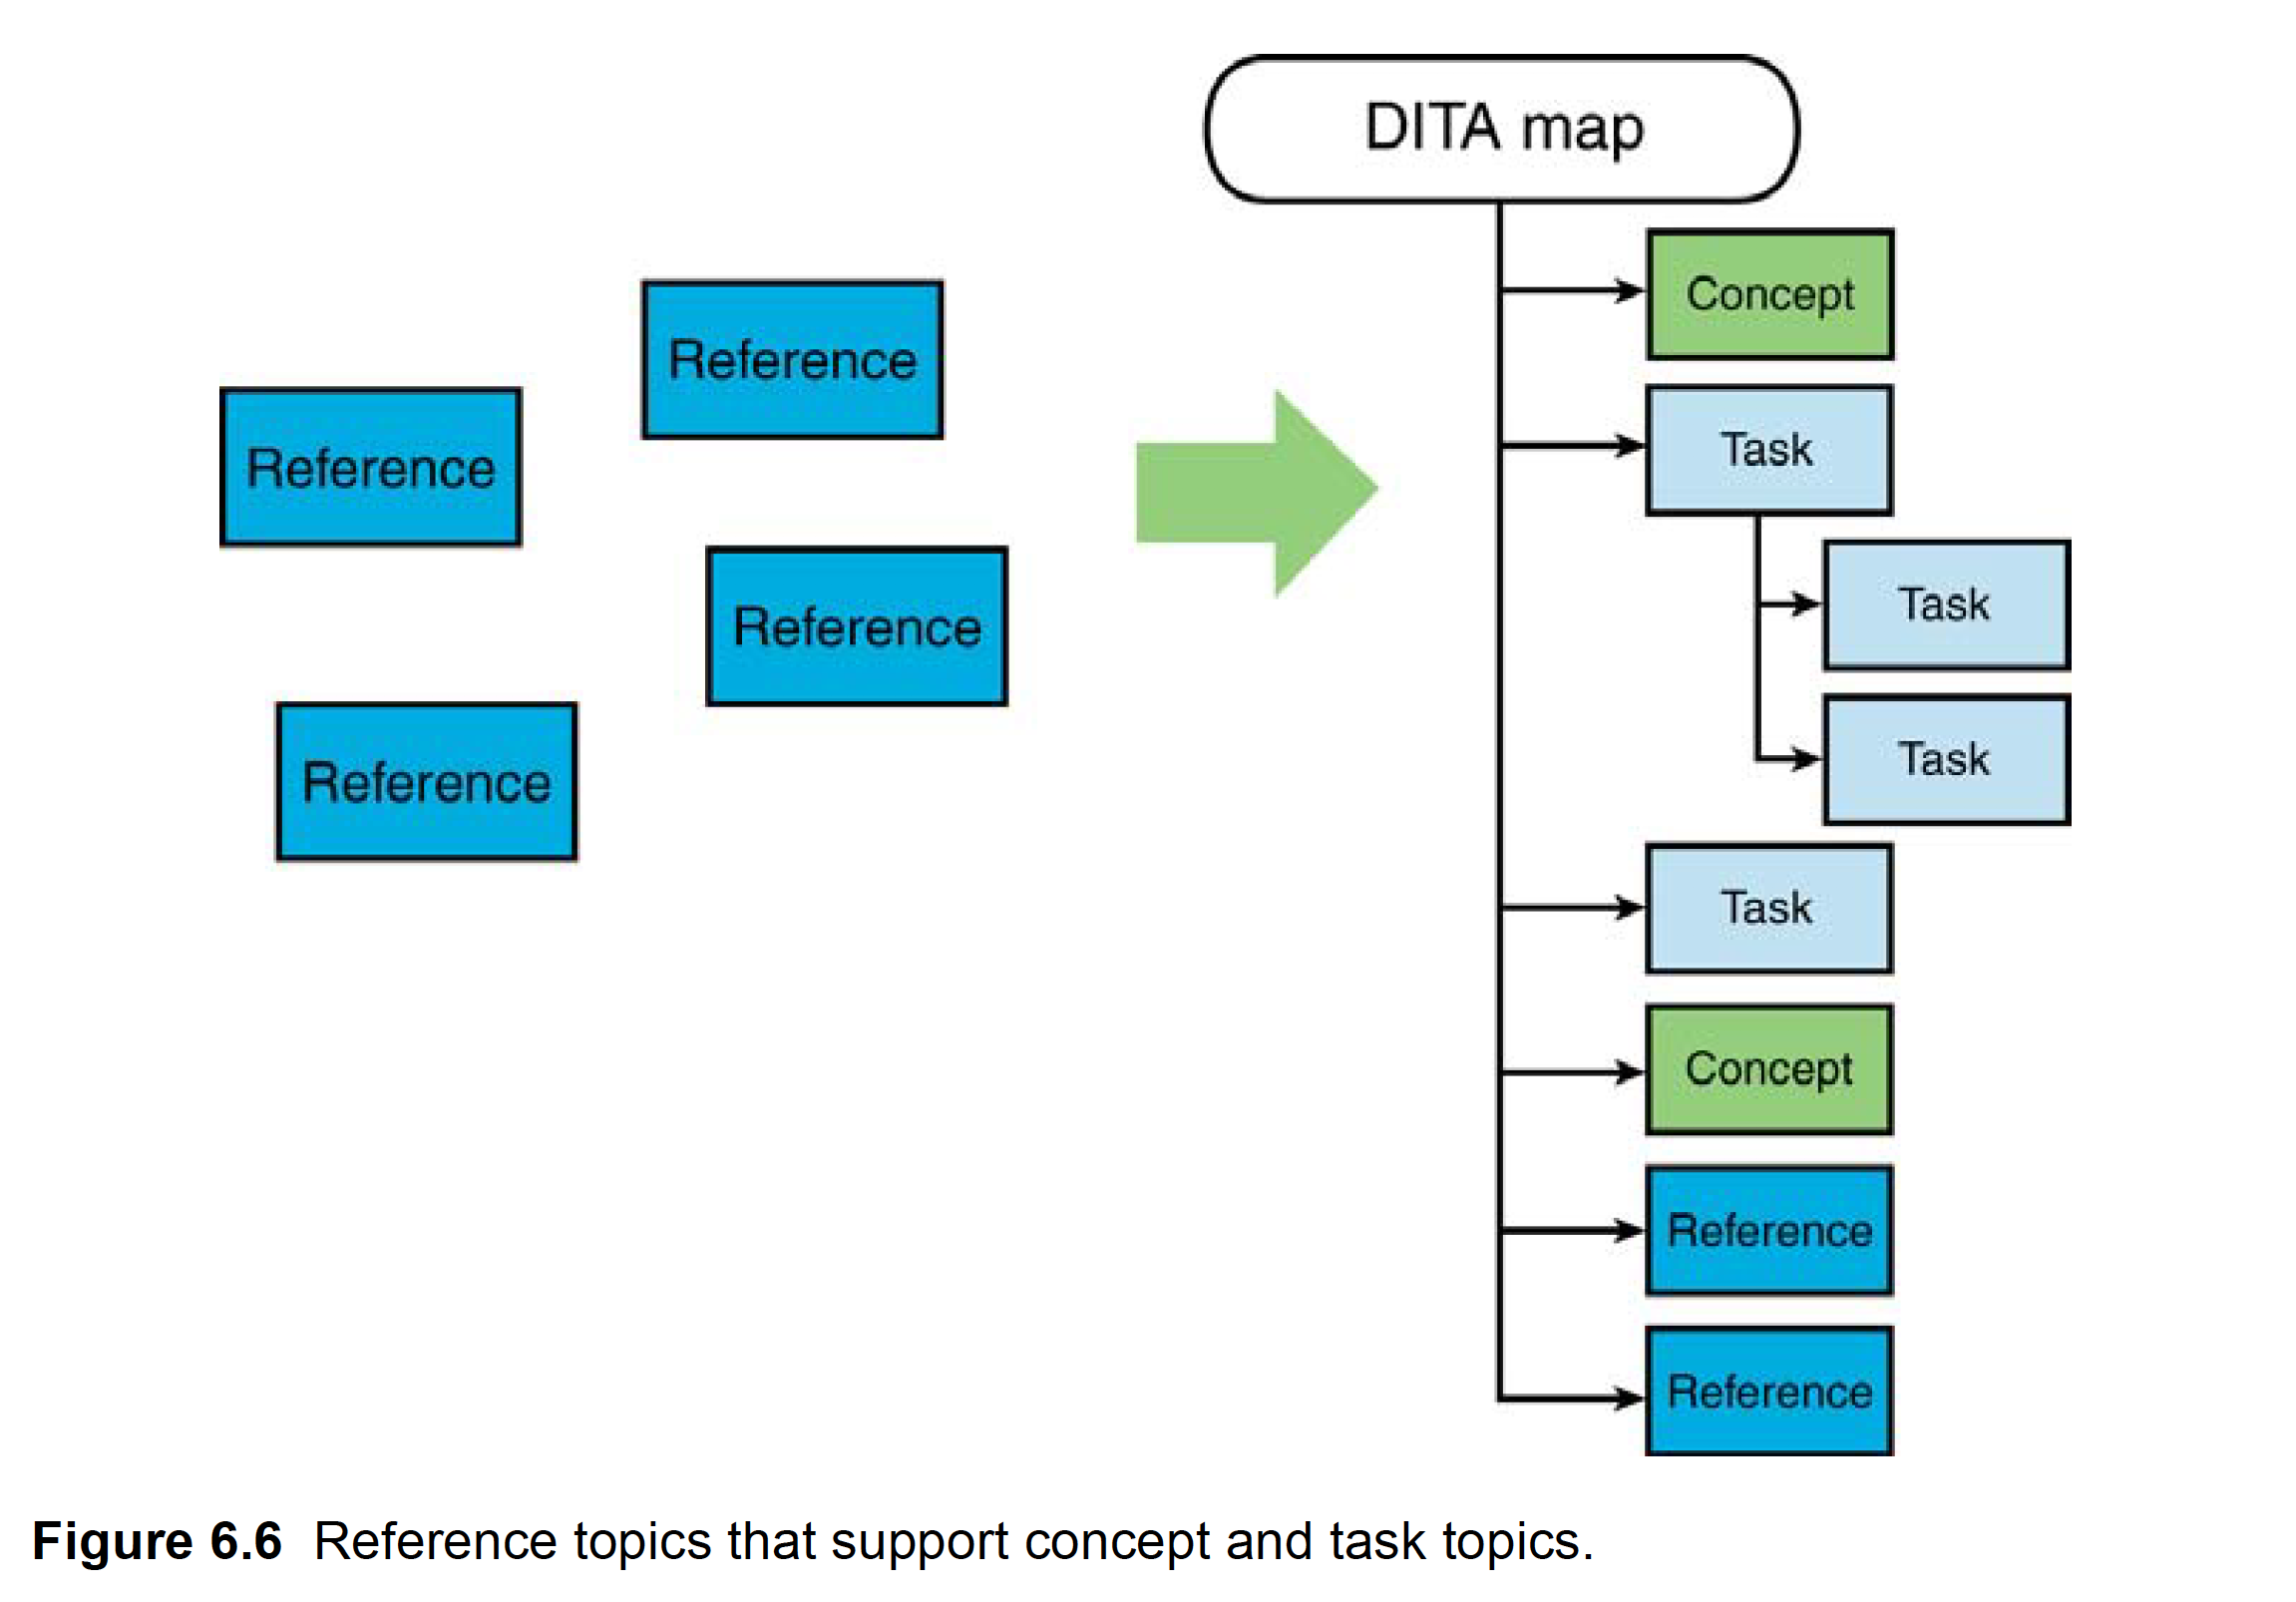 DITA map
Concept
Reference
Reference
Task
Task
Reference
Task
Reference
Task
Concept
Reference
Reference
Figure 6.6 Reference topics that support concept and task topics.